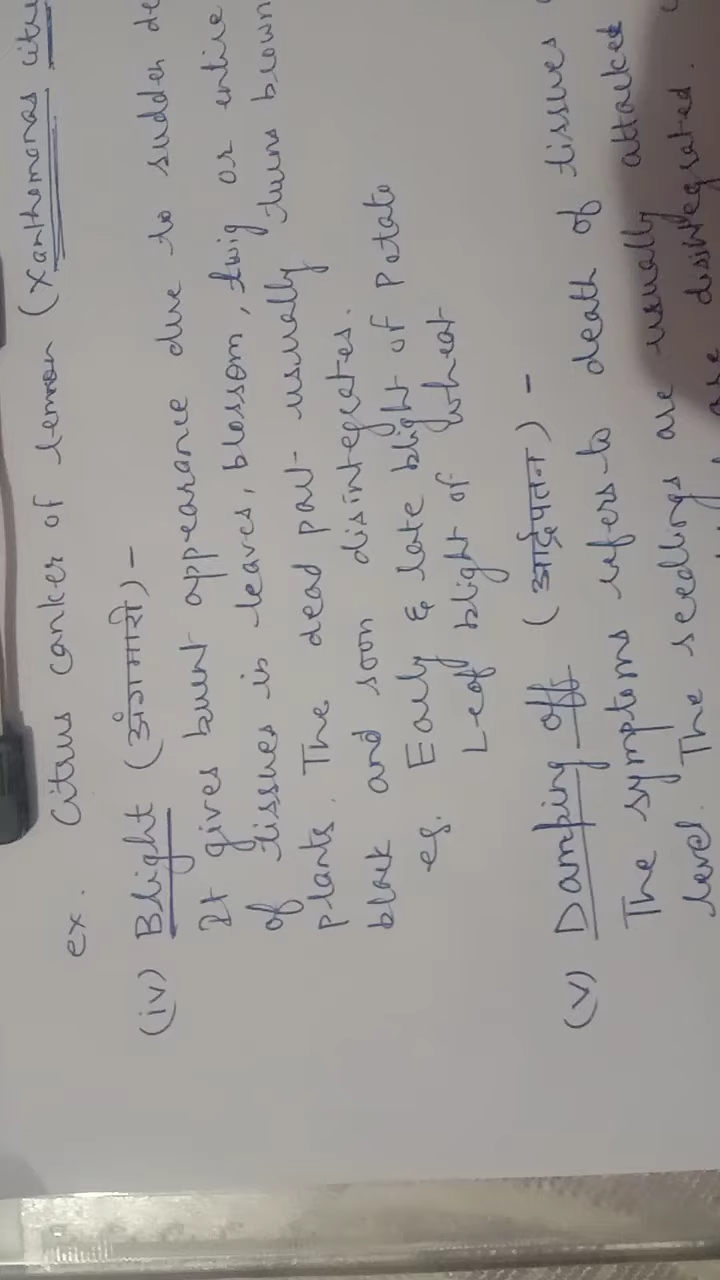 ex. Citrus canker of lemon (Xanthomonas
(iv) Blight (अंगमारी) -
It gives burnt appearance due to sudden
of tissues is leaves, blossom, twig or entire
plants. The dead part usually turns brown
black and soon disintegrates.
eg. Early & late blight of Potato
Leaf blight of wheat
(v) Damping off (आर्द्रपतन) -
The symptoms refers to death of tissues
level. The seedlings are usually attacked
are disintegrated.